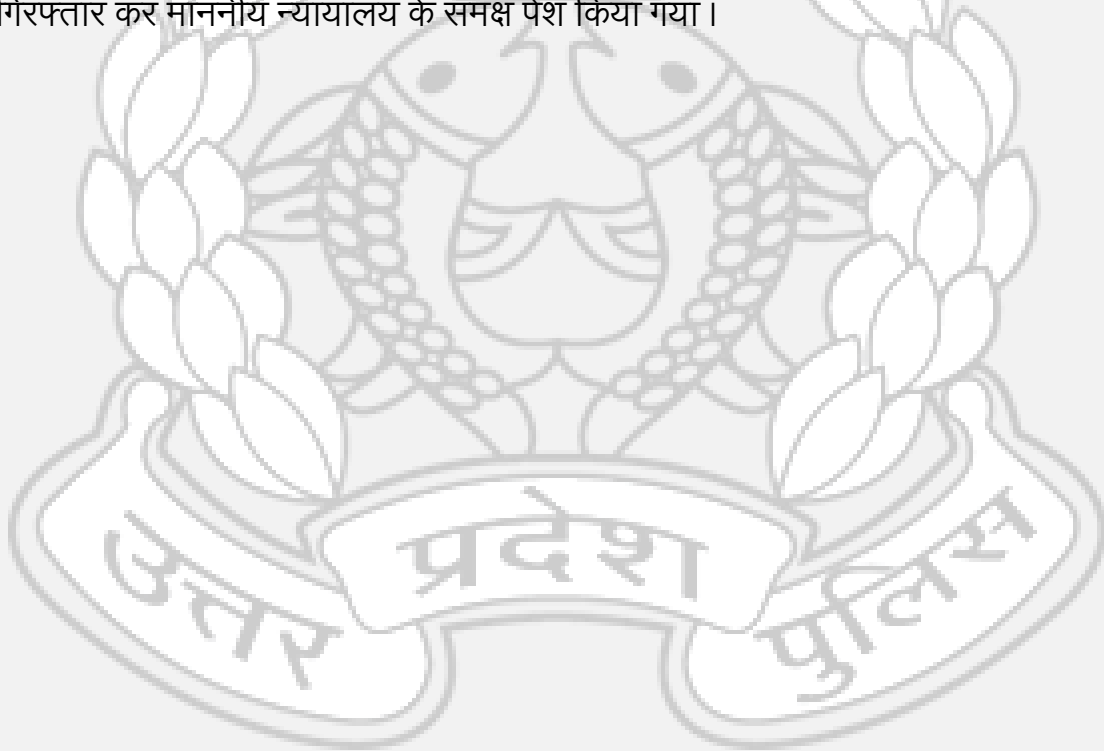 गिरफ्तार कर माननीय न्यायालय के समक्ष पेश किया गया।
उत्तर प्रदेश पुलिस